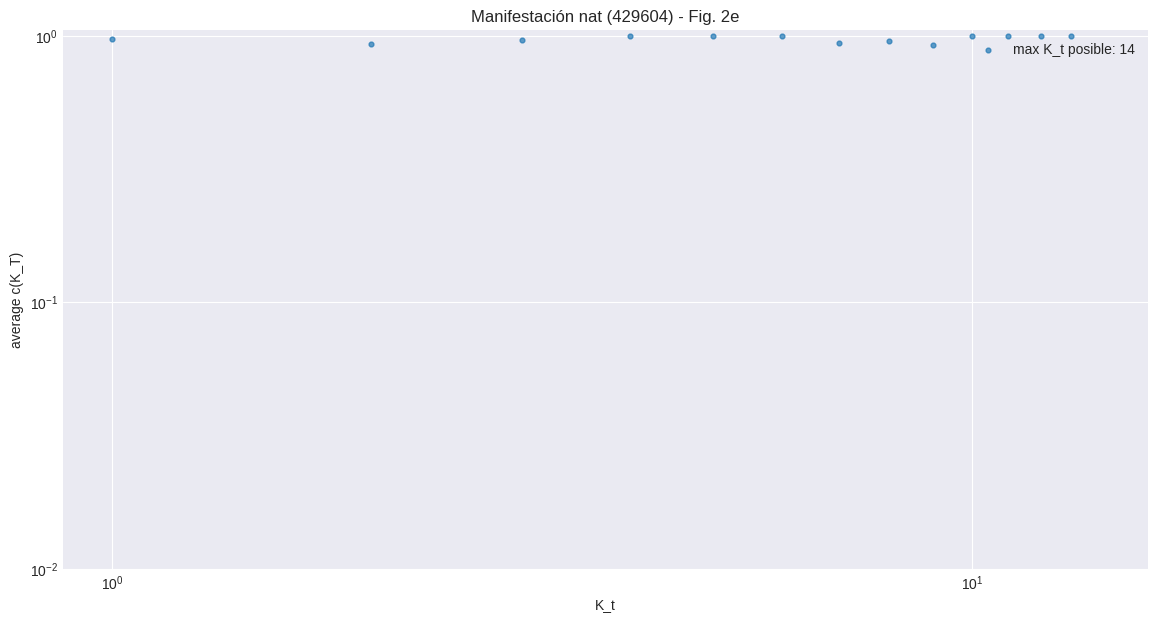 Manifestación nat (429604) - Fig. 2e
10⁰
max K_t posible: 14
average c(K_T)
10⁻¹
10⁻²
10⁰
10¹
K_t